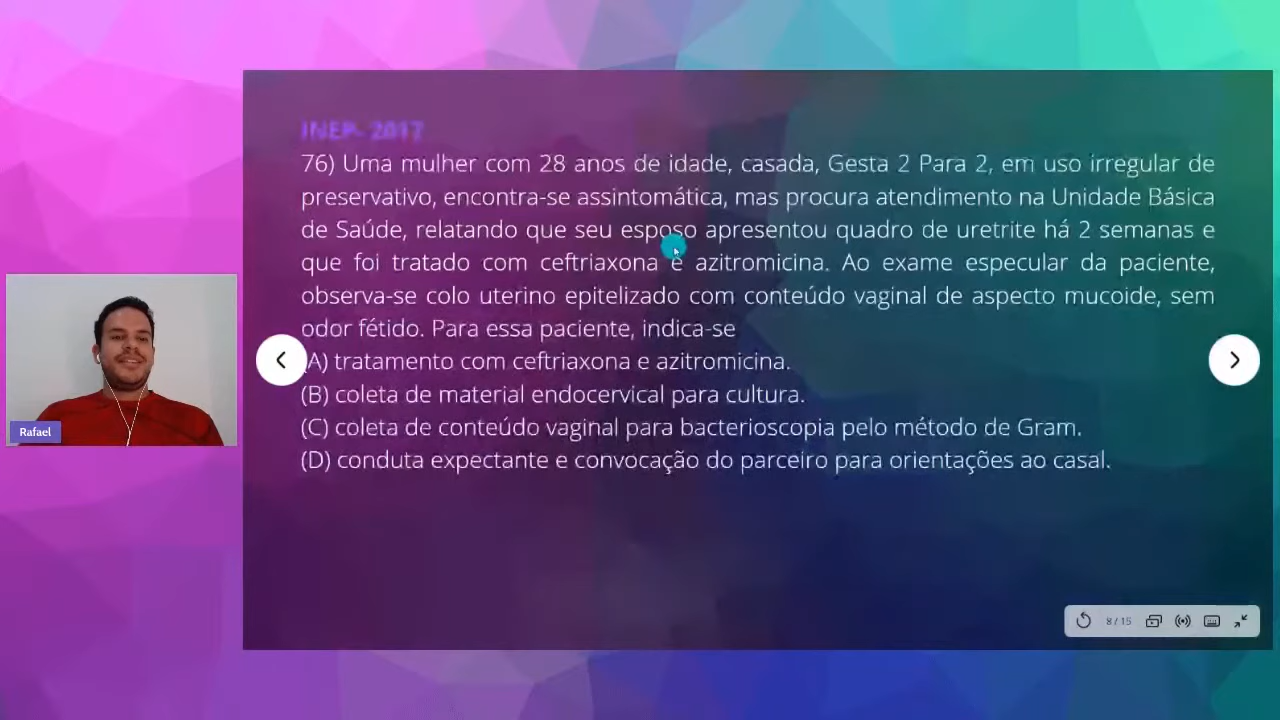 INEP- 2017
76) Uma mulher com 28 anos de idade, casada, Gesta 2 Para 2, em uso irregular de
preservativo, encontra-se assintomática, mas procura atendimento na Unidade Básica
de Saúde, relatando que seu esposo apresentou quadro de uretrite há 2 semanas e
que foi tratado com ceftriaxona e azitromicina. Ao exame especular da paciente,
observa-se colo uterino epitelizado com conteúdo vaginal de aspecto mucoide, sem
odor fétido. Para essa paciente, indica-se
(A) tratamento com ceftriaxona e azitromicina.
(B) coleta de material endocervical para cultura.
(C) coleta de conteúdo vaginal para bacterioscopia pelo método de Gram.
(D) conduta expectante e convocação do parceiro para orientações ao casal.
Rafael
8/15